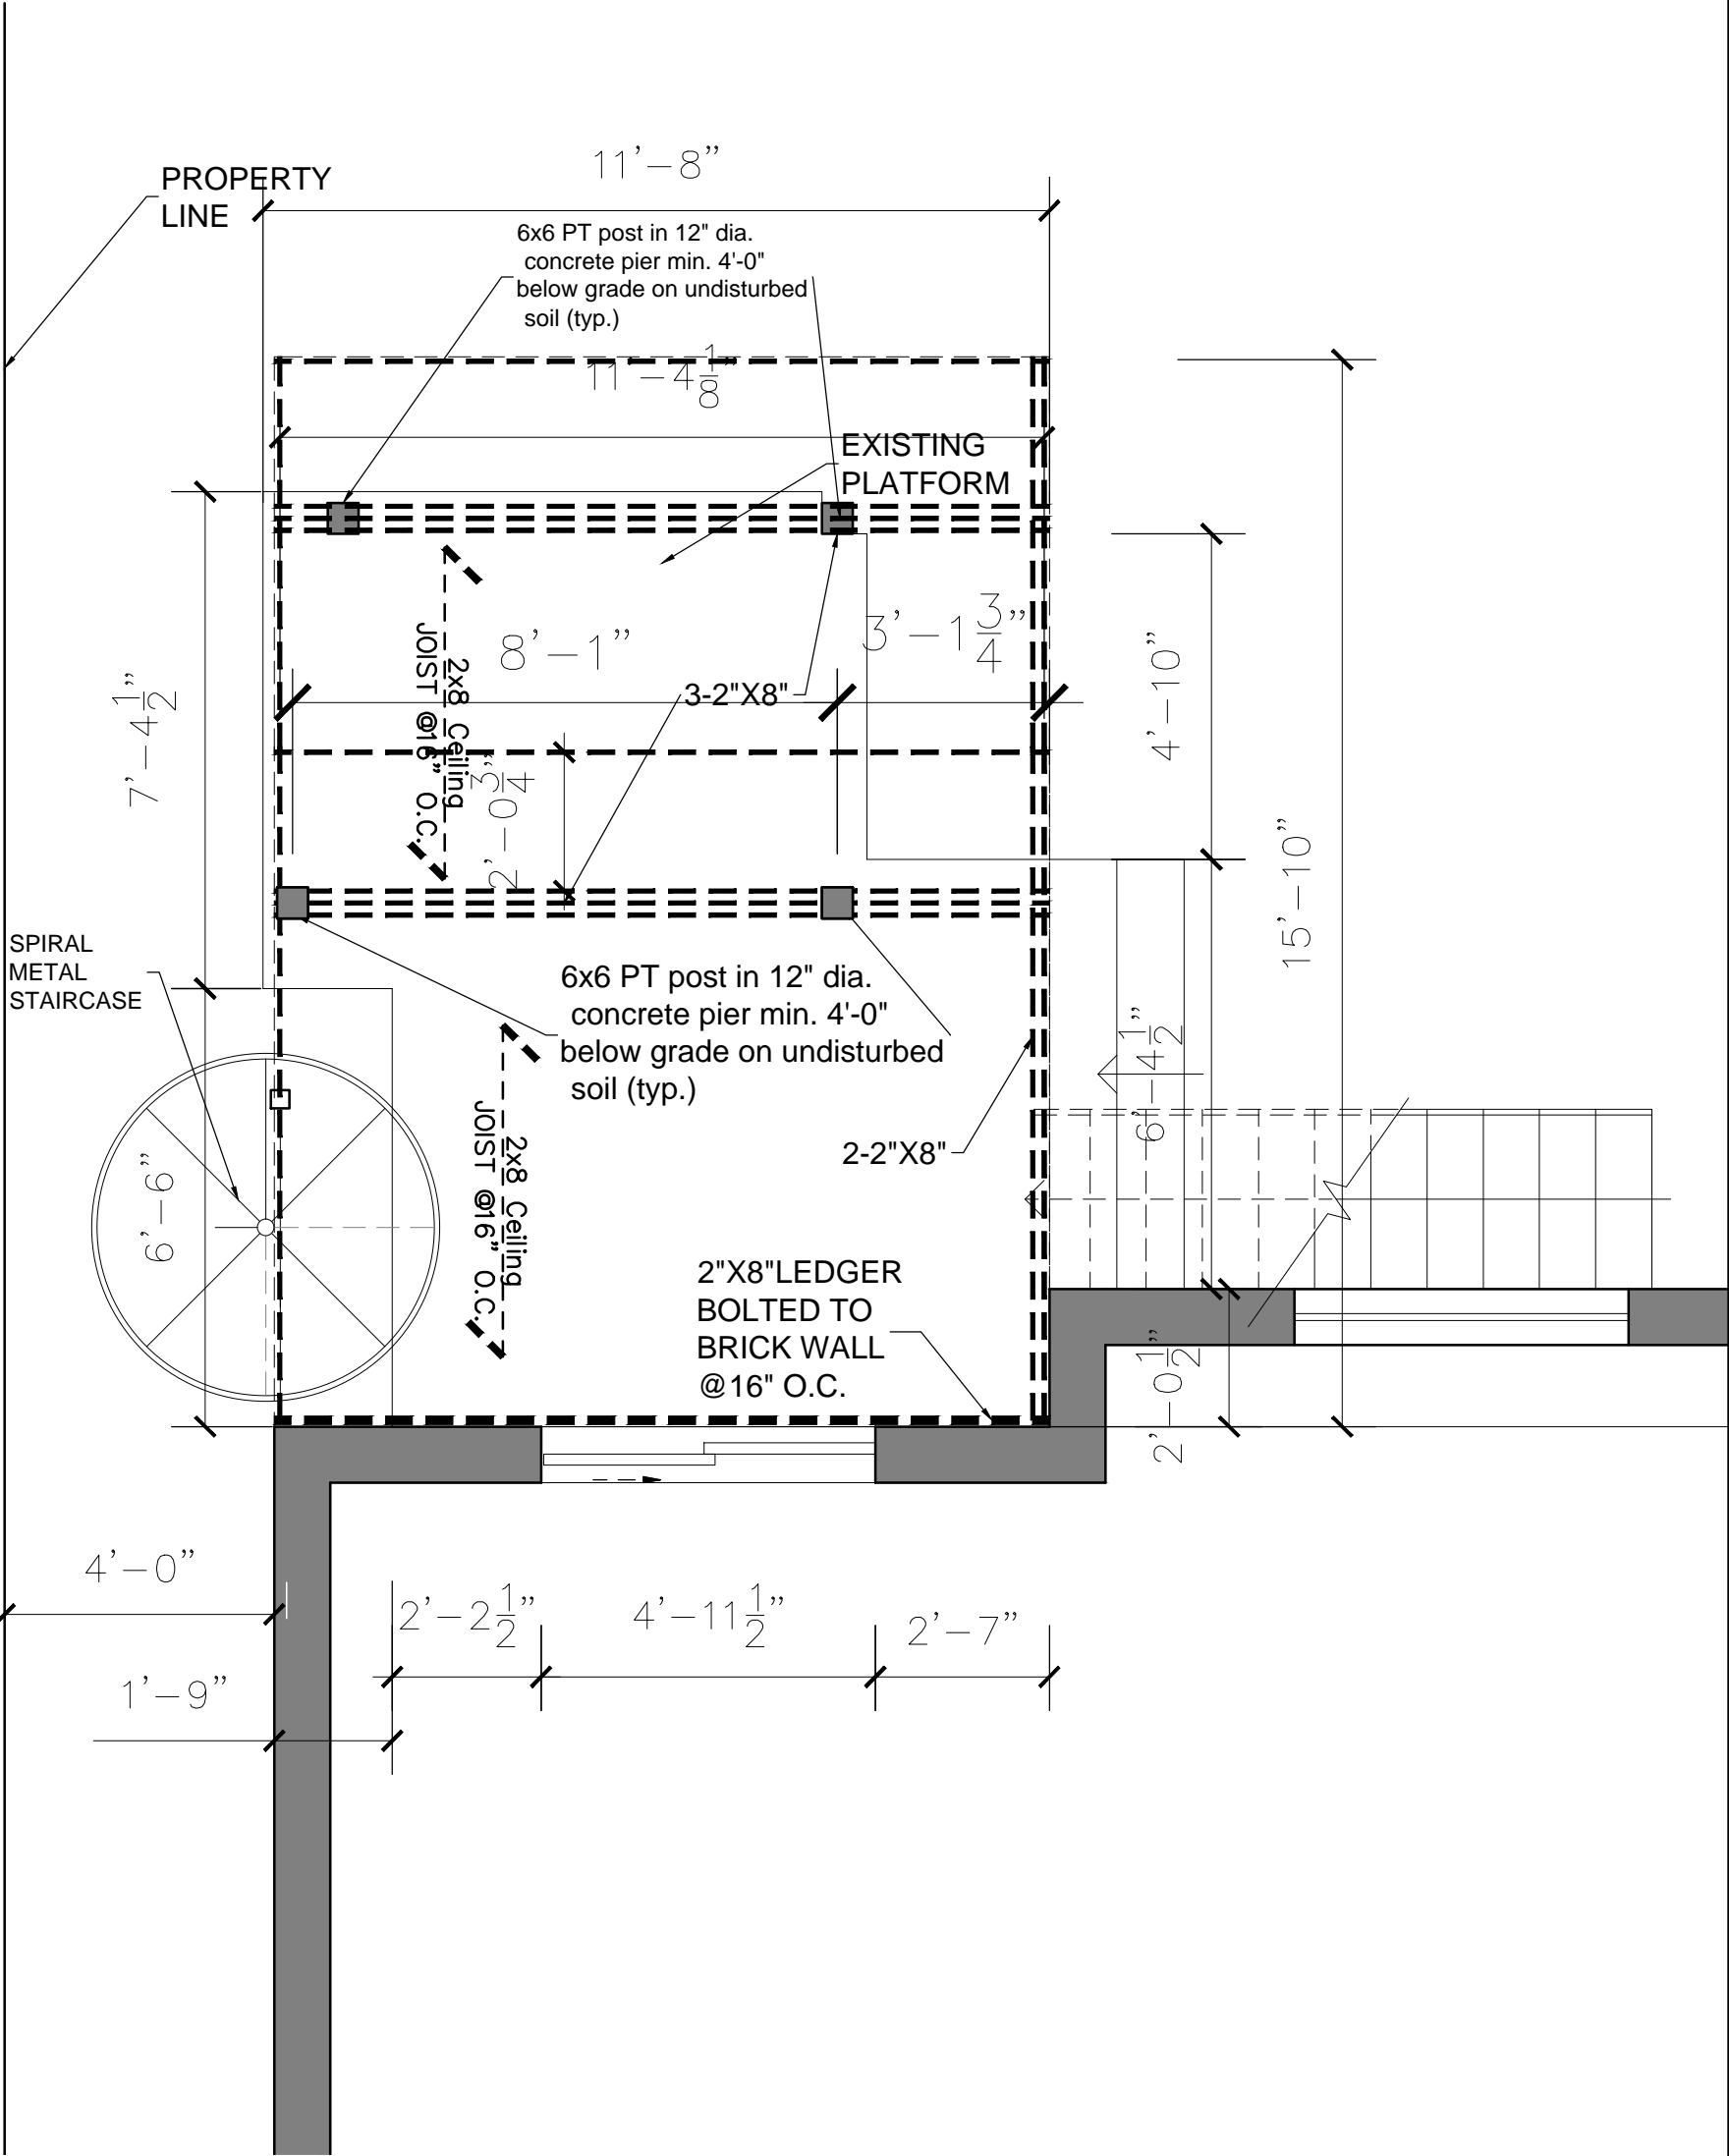 11'-8"
PROPERTY
LINE
6x6 PT post in 12" dia.
concrete pier min. 4'-0"
below grade on undisturbed
soil (typ.)
11'-4 1/8"
EXISTING
PLATFORM
8'-1"
3'-1 3/4"
3-2"X8"
2x8 Ceiling
JOIST @16" O.C.
7'-4 1/2"
4'-10"
2'-0 3/4"
15'-10"
SPIRAL
METAL
STAIRCASE
6x6 PT post in 12" dia.
concrete pier min. 4'-0"
below grade on undisturbed
soil (typ.)
6'-4 1/2"
2-2"X8"
6'-6"
2x8 Ceiling
JOIST @16" O.C.
2"X8"LEDGER
BOLTED TO
BRICK WALL
@16" O.C.
2'-0 1/2"
4'-0"
2'-2 1/2"
4'-11 1/2"
2'-7"
1'-9"